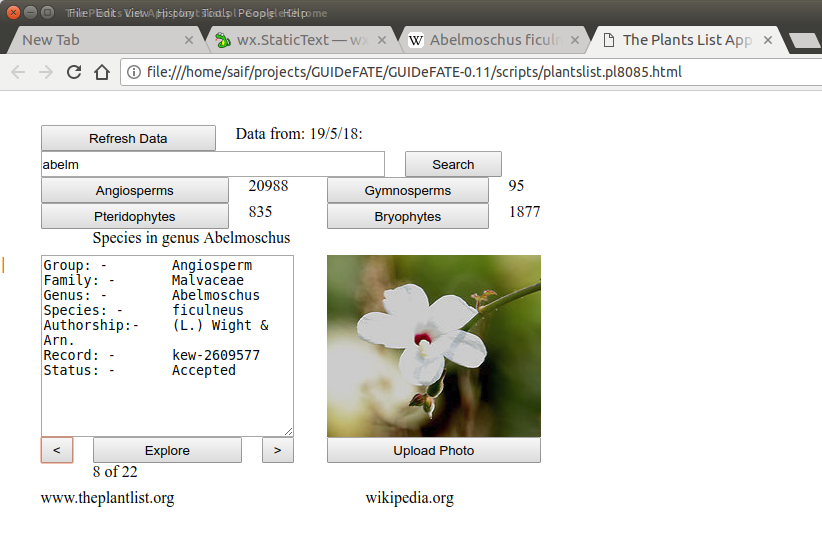 File Edit View History Tools People Help
New Tab
wx.StaticText — wx
Abelmoschus ficuln
The Plants List App
file:///home/saif/projects/GUIDeFATE/GUIDeFATE-0.11/scripts/plantslist.pl8085.html
Refresh Data Data from: 19/5/18:
abelm Search
Angiosperms 20988 Gymnosperms 95
Pteridophytes 835 Bryophytes 1877
Species in genus Abelmoschus
Group: - Angiosperm
Family: - Malvaceae
Genus: - Abelmoschus
Species: - ficulneus
Authorship:- (L.) Wight &
Arn.
Record: - kew-2609577
Status: - Accepted
< Explore > Upload Photo
8 of 22
www.theplantlist.org wikipedia.org